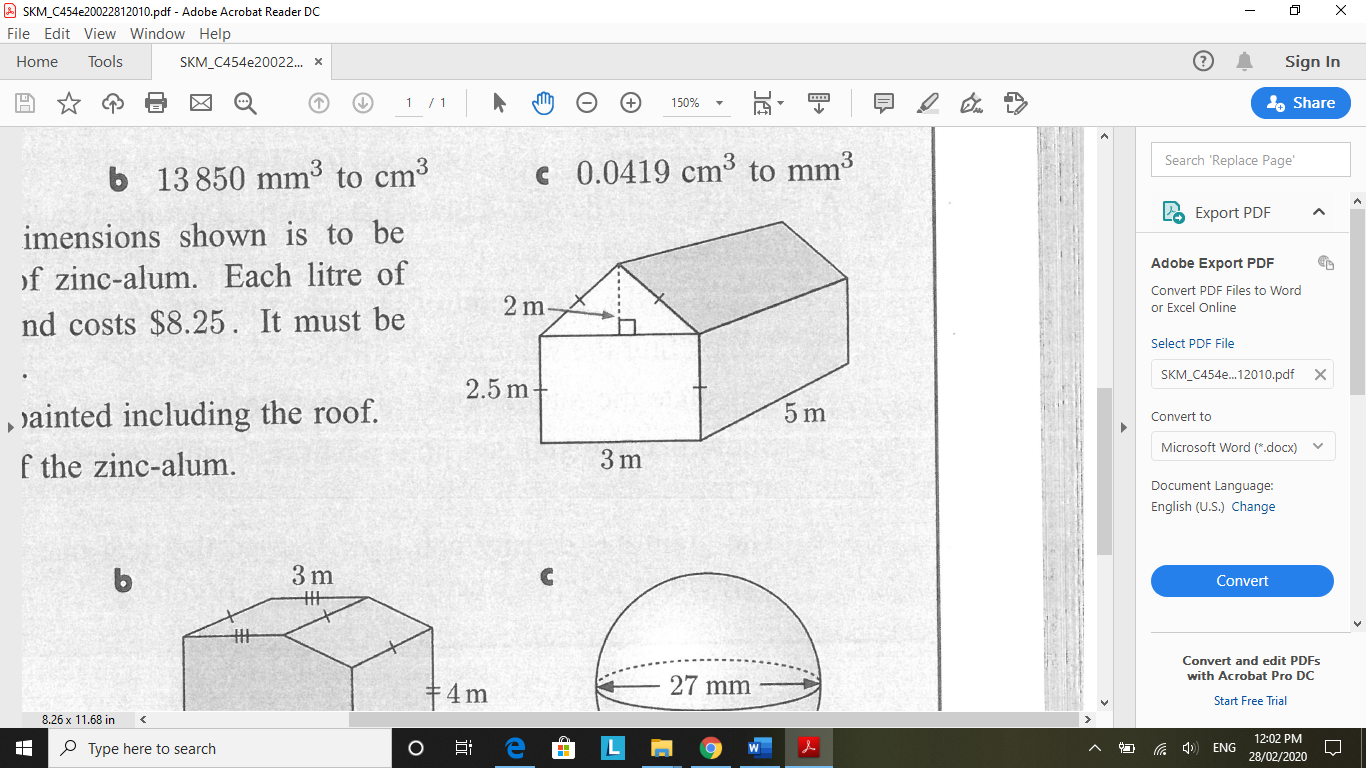 SKM_C454e20022812010.pdf - Adobe Acrobat Reader DC
File Edit View Window Help
Home Tools SKM_C454e20022... × ? Sign In
1 / 1 150% Share
b 13 850 mm³ to cm³ c 0.0419 cm³ to mm³
imensions shown is to be
of zinc-alum. Each litre of
nd costs $8.25. It must be
.
painted including the roof.
f the zinc-alum.
2 m
2.5 m
5 m
3 m
b 3 m c
4 m
27 mm
8.26 x 11.68 in
Search 'Replace Page'
Export PDF
Adobe Export PDF
Convert PDF Files to Word
or Excel Online
Select PDF File
SKM_C454e...12010.pdf
Convert to
Microsoft Word (*.docx)
Document Language:
English (U.S.) Change
Convert
Convert and edit PDFs
with Acrobat Pro DC
Start Free Trial
Type here to search
ENG
12:02 PM
28/02/2020